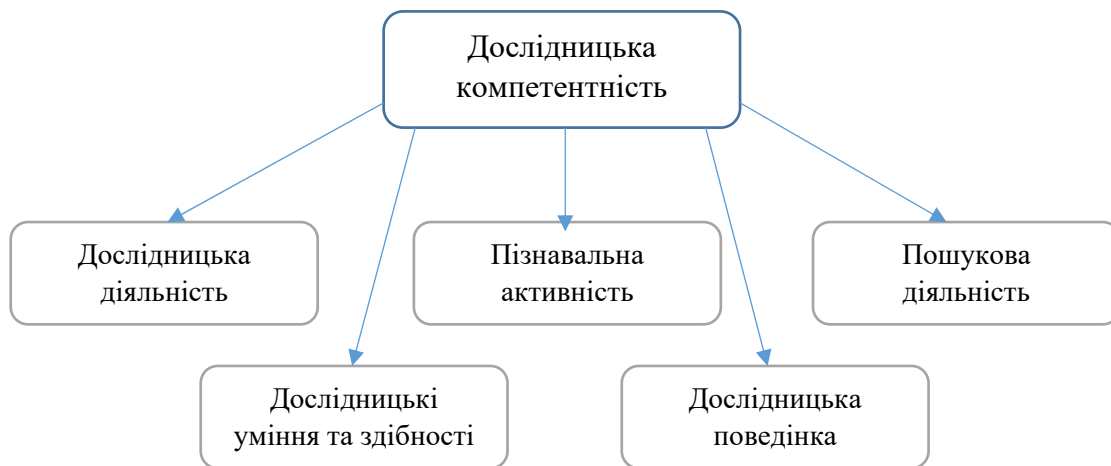 Дослідницька
компетентність
Дослідницька
діяльність
Пізнавальна
активність
Пошукова
діяльність
Дослідницькі
уміння та здібності
Дослідницька
поведінка